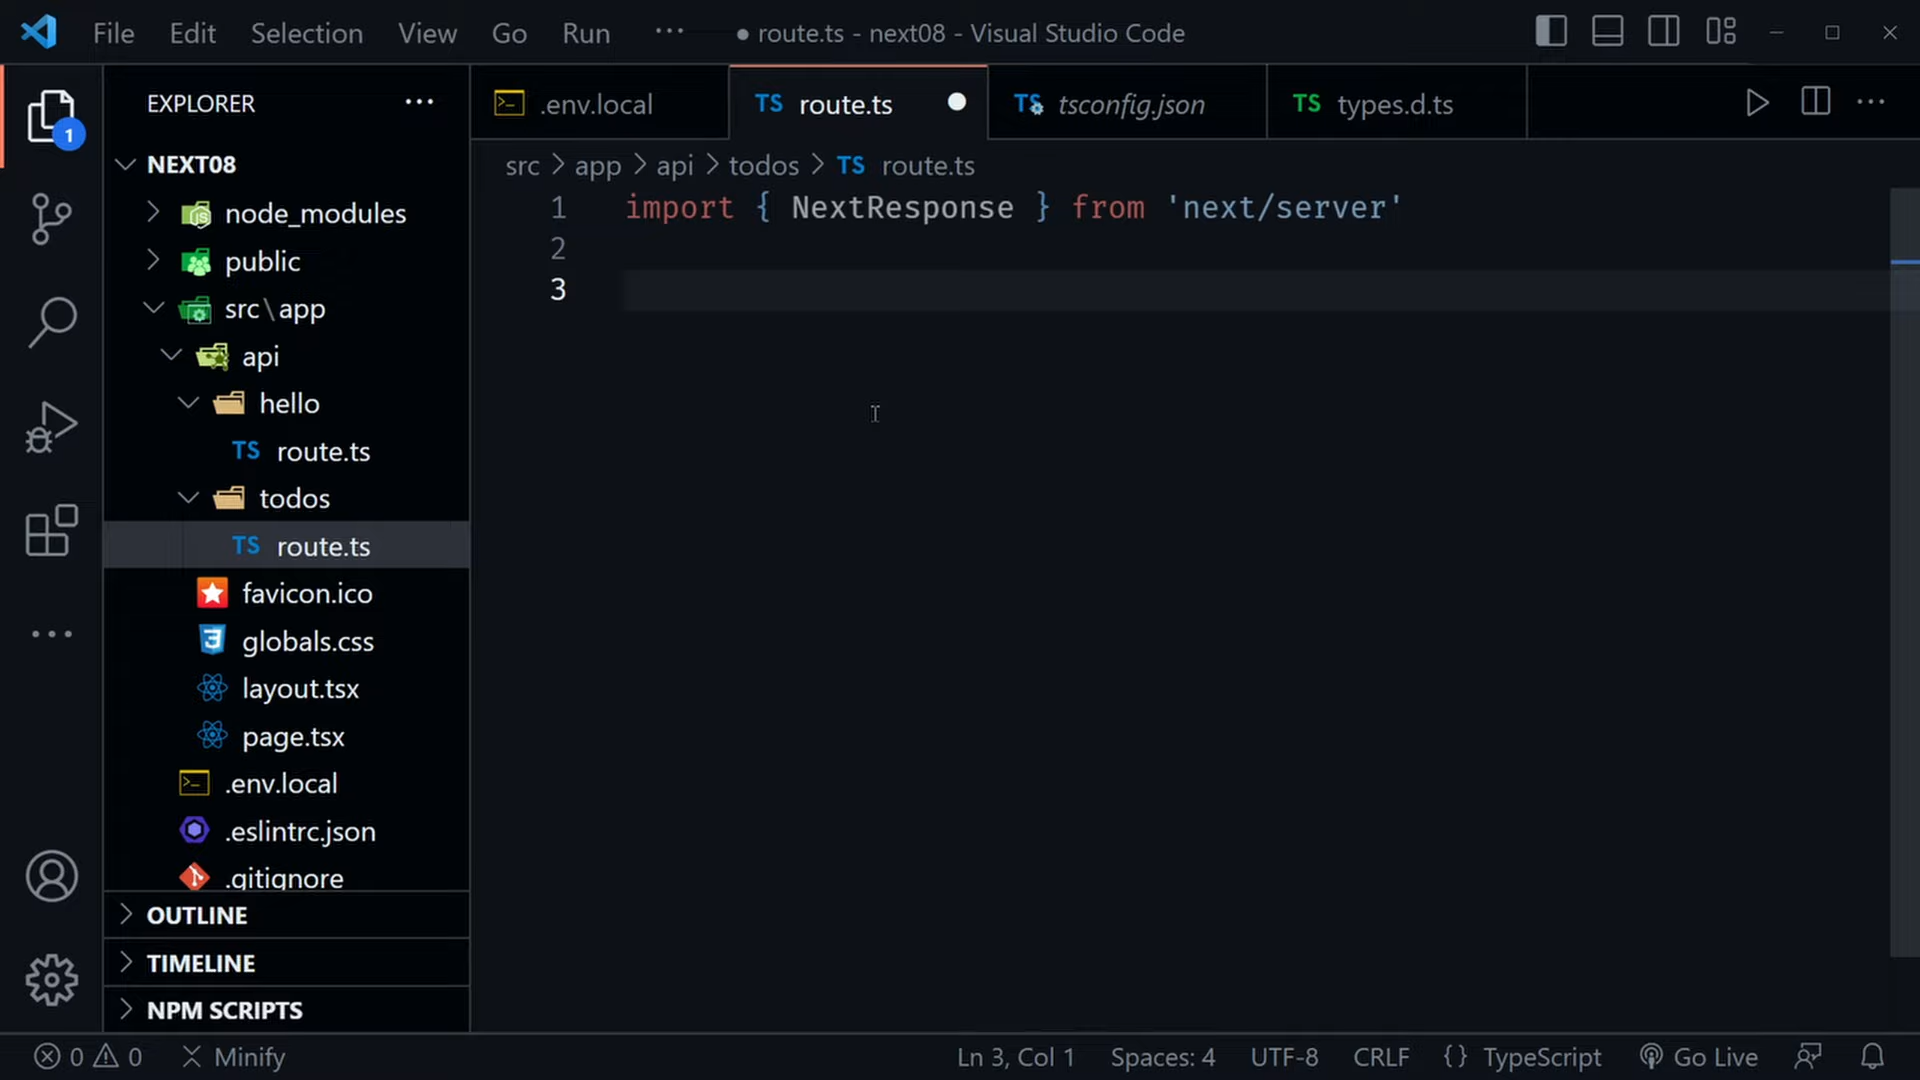 File Edit Selection View Go Run ··· ● route.ts - next08 - Visual Studio Code
EXPLORER ···
.env.local
TS route.ts
TS tsconfig.json
TS types.d.ts
1
NEXT08
src > app > api > todos > TS route.ts
node_modules
1 import { NextResponse } from 'next/server'
2
public
3
src\app
api
hello
TS route.ts
todos
TS route.ts
favicon.ico
globals.css
layout.tsx
page.tsx
.env.local
.eslintrc.json
.gitignore
OUTLINE
TIMELINE
NPM SCRIPTS
0 0 Minify Ln 3, Col 1 Spaces: 4 UTF-8 CRLF {} TypeScript Go Live